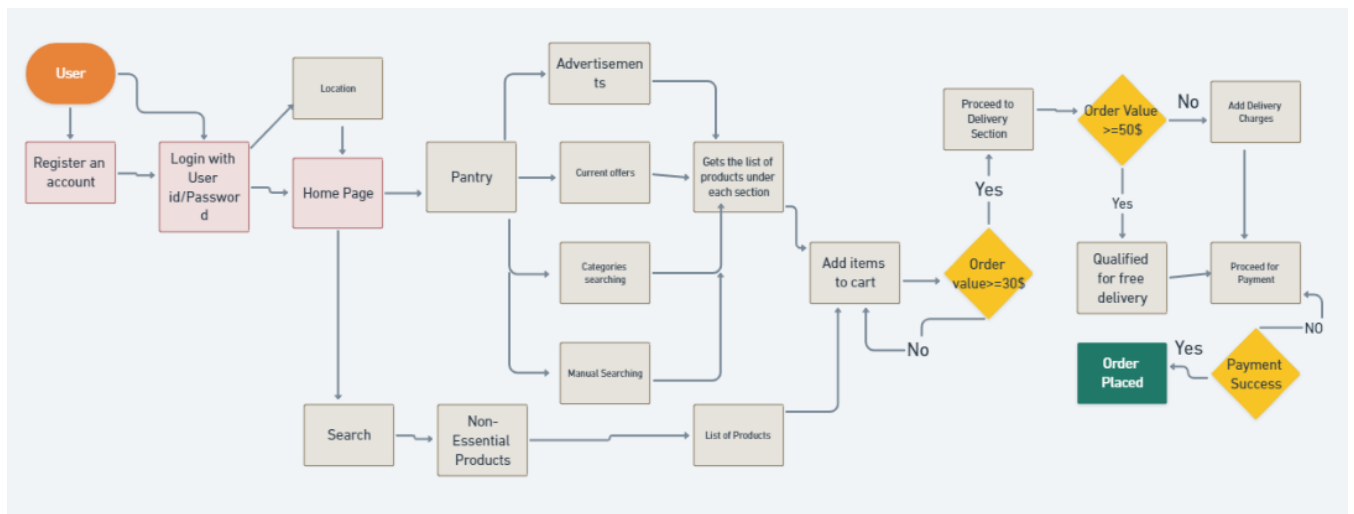 User
Register an
account
Login with
User
id/Passwor
d
Location
Home Page
Pantry
Advertisemen
ts
Current offers
Categories
searching
Manual Searching
Gets the list of
products under
each section
Search
Non-
Essential
Products
List of Products
Add items
to cart
Order
value>=30$
No
Yes
Proceed to
Delivery
Section
Order Value
>=50$
No
Add Delivery
Charges
Yes
Qualified
for free
delivery
Proceed for
Payment
NO
Payment
Success
Yes
Order
Placed